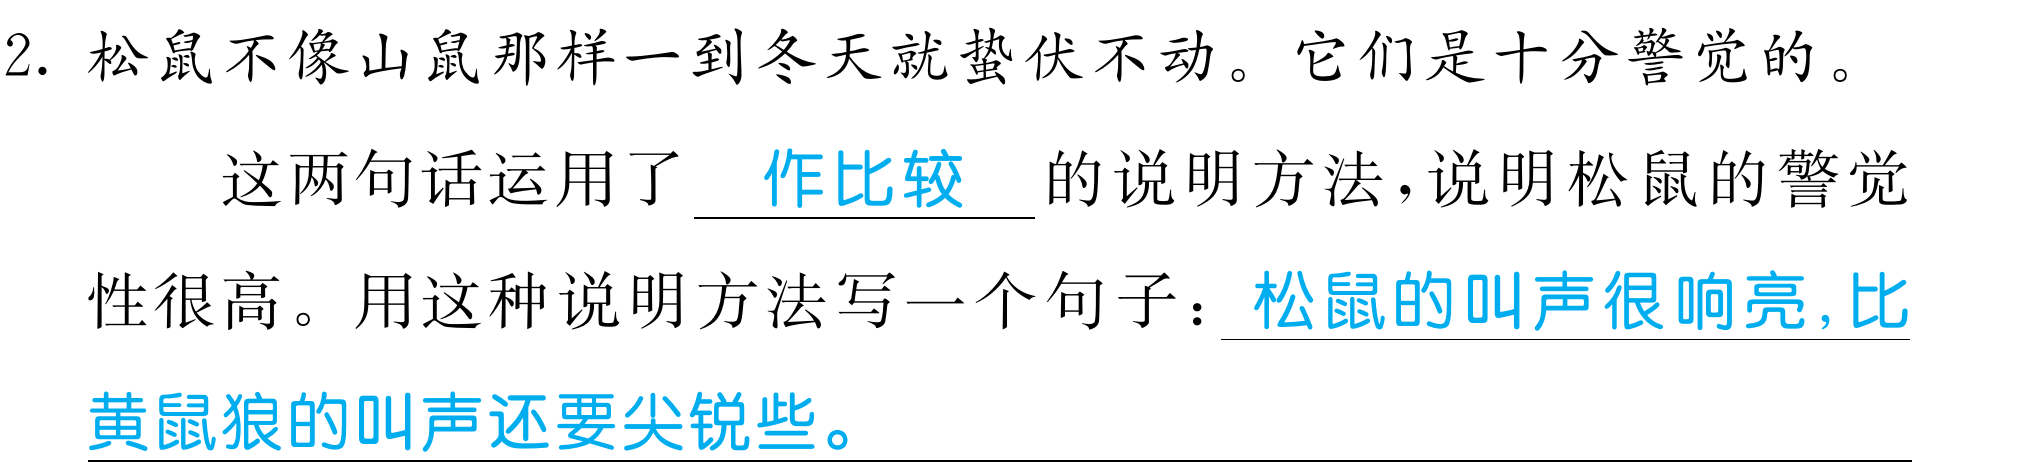 2. 松鼠不像山鼠那样一到冬天就蛰伏不动。它们是十分警觉的。
这两句话运用了 作比较 的说明方法，说明松鼠的警觉
性很高。用这种说明方法写一个句子：松鼠的叫声很响亮，比
黄鼠狼的叫声还要尖锐些。